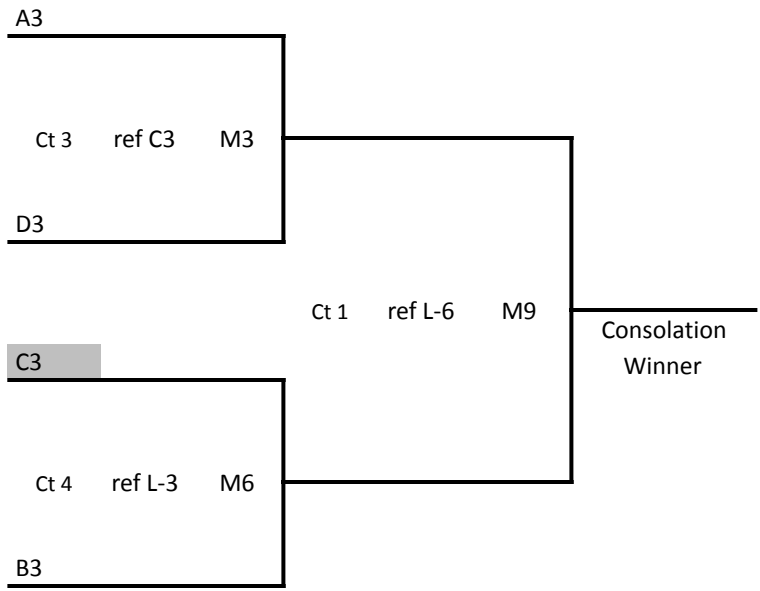 A3
Ct 3 ref C3 M3
D3
Ct 1 ref L-6 M9
Consolation
Winner
C3
Ct 4 ref L-3 M6
B3